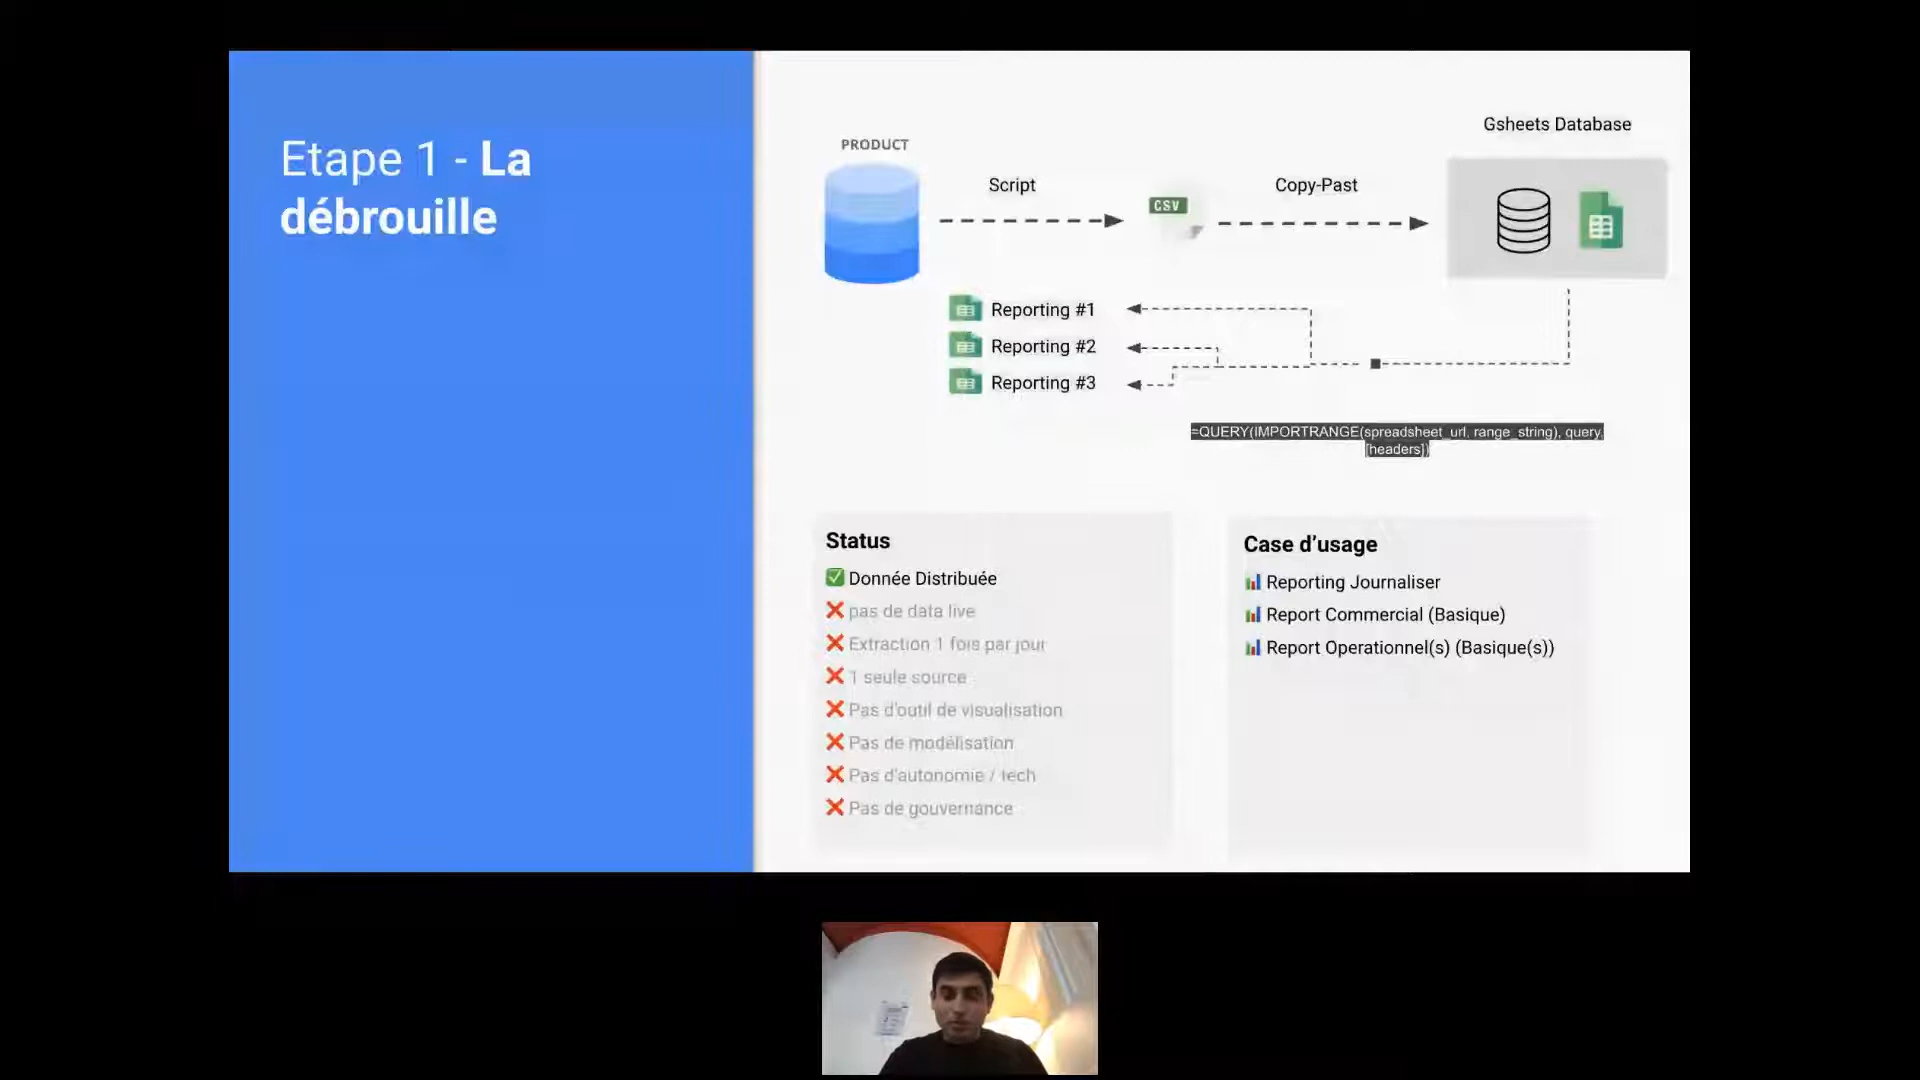 Etape 1 - La
débrouille
PRODUCT
Script
CSV
Copy-Past
Gsheets Database
Reporting #1
Reporting #2
Reporting #3
=QUERY(IMPORTRANGE(spreadsheet_url, range_string), query,
[headers])
Status
✅ Donnée Distribuée
❌ pas de data live
❌ Extraction 1 fois par jour
❌ 1 seule source
❌ Pas d'outil de visualisation
❌ Pas de modélisation
❌ Pas d'autonomie / tech
❌ Pas de gouvernance
Case d'usage
📊 Reporting Journaliser
📊 Report Commercial (Basique)
📊 Report Operationnel(s) (Basique(s))